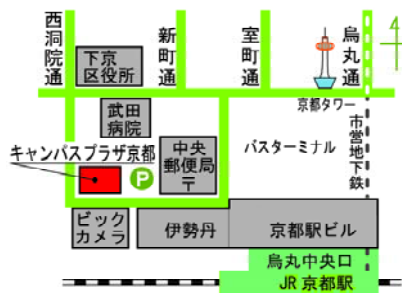 西洞院通
新町通
室町通
烏丸通
下京
区役所
京都タワー
武田
病院
市営地下鉄
キャンパスプラザ京都
中央
郵便局
〒
バスターミナル
P
ビック
カメラ
伊勢丹
京都駅ビル
烏丸中央口
JR京都駅
4